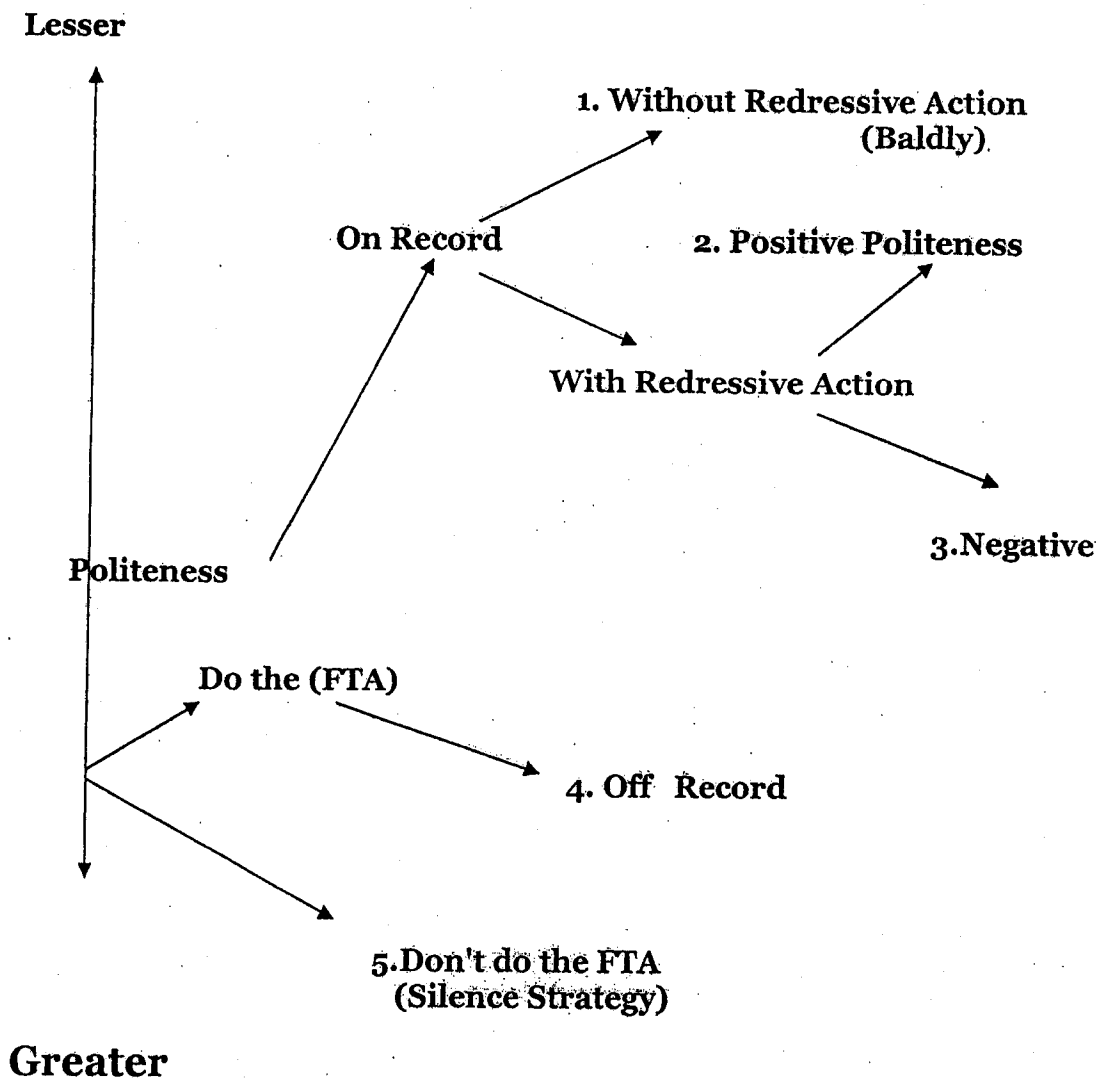 Lesser
1. Without Redressive Action
(Baldly).
On Record
2. Positive Politeness
With Redressive Action
3.Negative
Politeness
Do the (FTA)
4. Off Record
5.Don't do the FTA
(Silence Strategy)
Greater